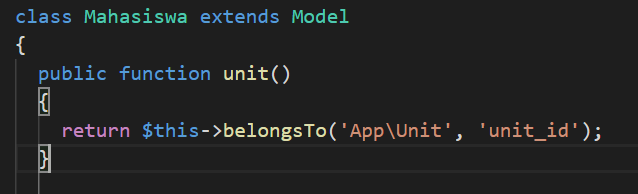 class Mahasiswa extends Model
{
public function unit()
{
return $this->belongsTo('App\Unit', 'unit_id');
}